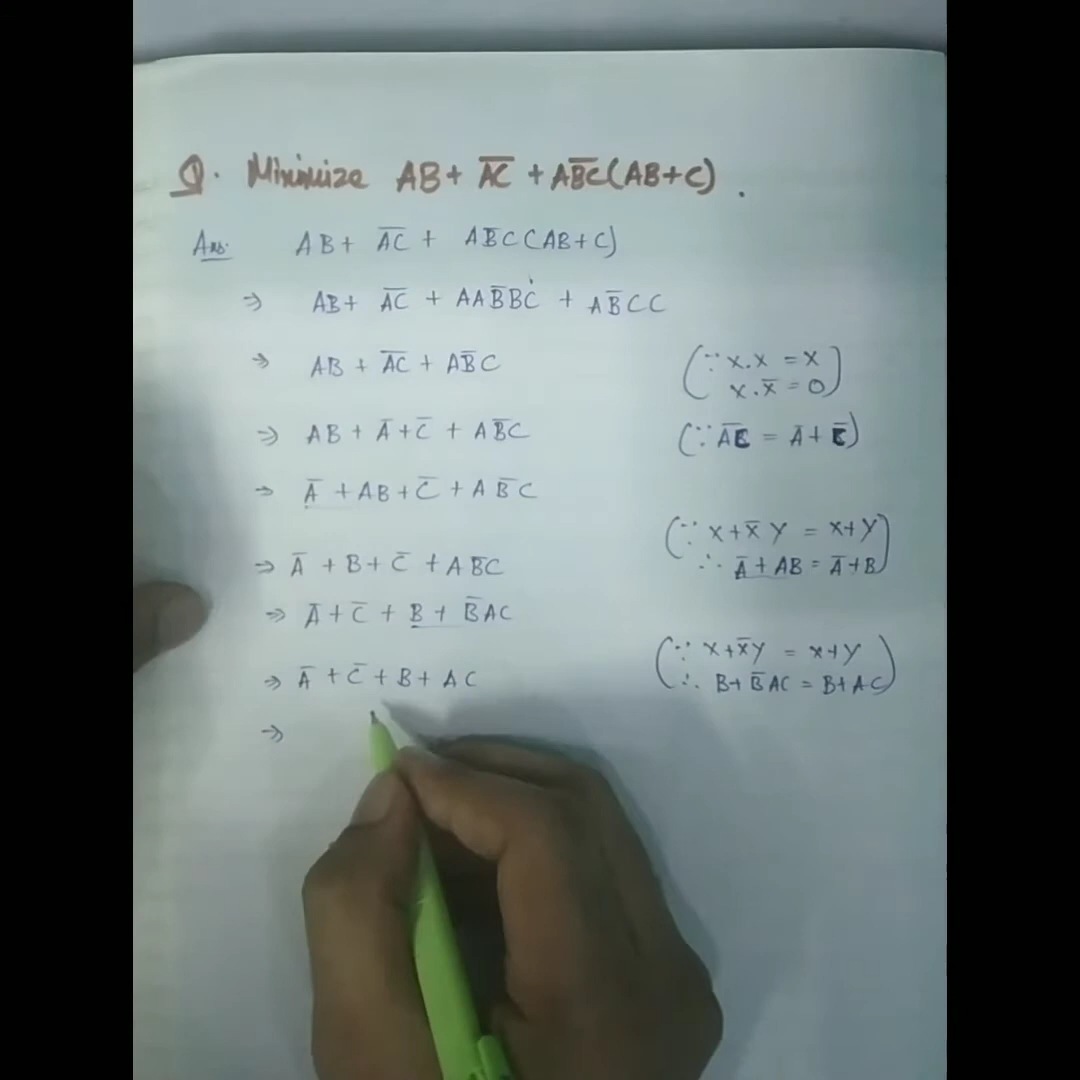 Q. Minimize AB + A̅C̅ + AB̅C(AB+C).
Ans. AB + A̅C̅ + AB̅C(AB+C)
⇒ AB + A̅C̅ + AAB̅BC + AB̅CC
⇒ AB + A̅C̅ + AB̅C (∵ X.X = X
X.X̅ = 0)
⇒ AB + A̅ + C̅ + AB̅C (∵ A̅C̅ = A̅ + C̅)
⇒ A̅ + AB + C̅ + AB̅C
⇒ A̅ + B + C̅ + AB̅C (∵ X + X̅Y = X+Y
∴ A̅ + AB = A̅+B)
⇒ A̅ + C̅ + B + B̅AC
⇒ A̅ + C̅ + B + AC (∵ X+X̅Y = X+Y
∴ B+B̅AC = B+AC)
⇒